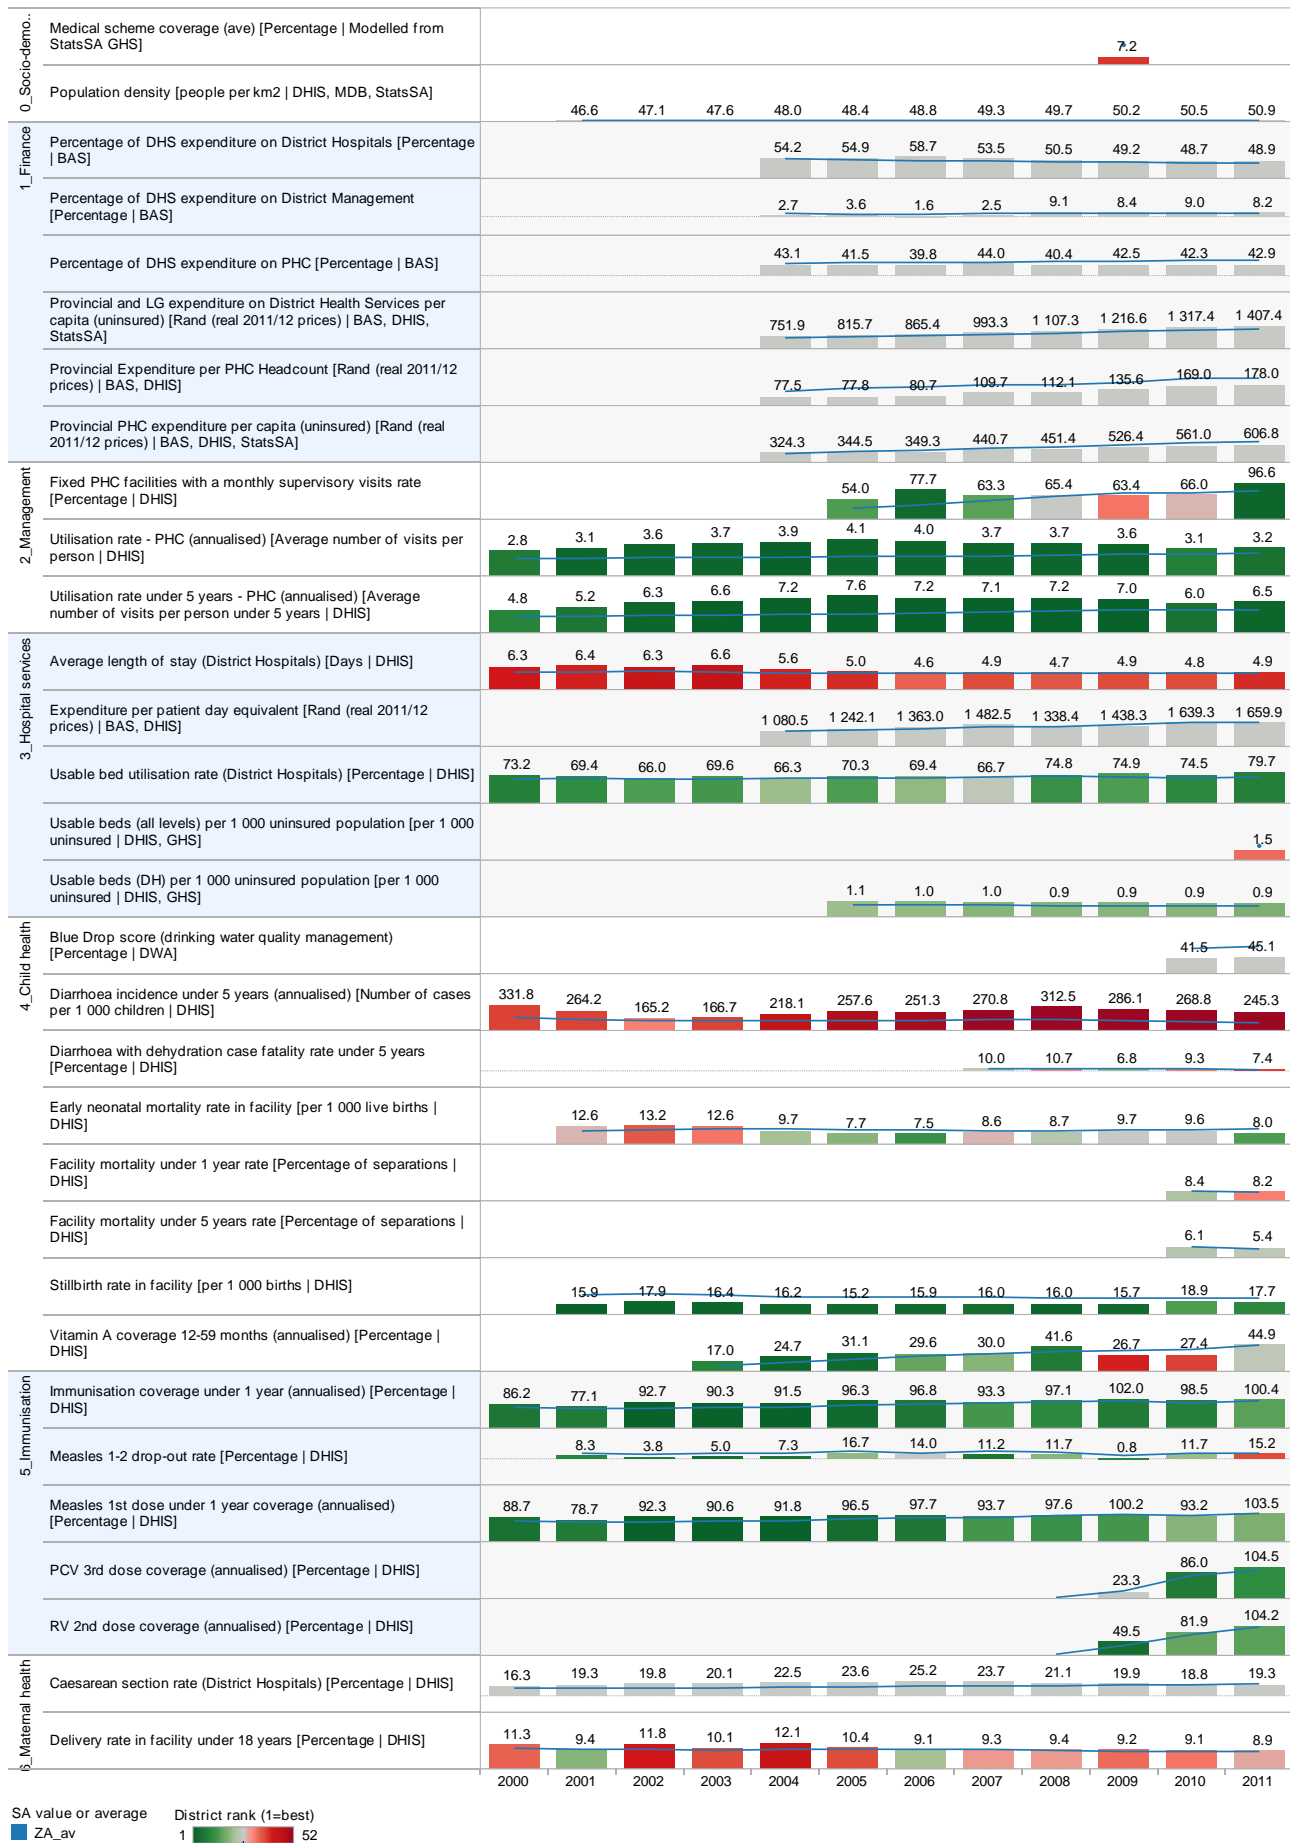 0_Socio-demo..
Medical scheme coverage (ave) [Percentage | Modelled from
StatsSA GHS]
7.2
Population density [people per km2 | DHIS, MDB, StatsSA]
46.6 47.1 47.6 48.0 48.4 48.8 49.3 49.7 50.2 50.5 50.9
1_Finance
Percentage of DHS expenditure on District Hospitals [Percentage
| BAS]
54.2 54.9 58.7 53.5 50.5 49.2 48.7 48.9
Percentage of DHS expenditure on District Management
[Percentage | BAS]
2.7 3.6 1.6 2.5 9.1 8.4 9.0 8.2
Percentage of DHS expenditure on PHC [Percentage | BAS]
43.1 41.5 39.8 44.0 40.4 42.5 42.3 42.9
Provincial and LG expenditure on District Health Services per
capita (uninsured) [Rand (real 2011/12 prices) | BAS, DHIS,
StatsSA]
751.9 815.7 865.4 993.3 1 107.3 1 216.6 1 317.4 1 407.4
Provincial Expenditure per PHC Headcount [Rand (real 2011/12
prices) | BAS, DHIS]
77.5 77.8 80.7 109.7 112.1 135.6 169.0 178.0
Provincial PHC expenditure per capita (uninsured) [Rand (real
2011/12 prices) | BAS, DHIS, StatsSA]
324.3 344.5 349.3 440.7 451.4 526.4 561.0 606.8
2_Management
Fixed PHC facilities with a monthly supervisory visits rate
[Percentage | DHIS]
54.0 77.7 63.3 65.4 63.4 66.0 96.6
Utilisation rate - PHC (annualised) [Average number of visits per
person | DHIS]
2.8 3.1 3.6 3.7 3.9 4.1 4.0 3.7 3.7 3.6 3.1 3.2
Utilisation rate under 5 years - PHC (annualised) [Average
number of visits per person under 5 years | DHIS]
4.8 5.2 6.3 6.6 7.2 7.6 7.2 7.1 7.2 7.0 6.0 6.5
3_Hospital services
Average length of stay (District Hospitals) [Days | DHIS]
6.3 6.4 6.3 6.6 5.6 5.0 4.6 4.9 4.7 4.9 4.8 4.9
Expenditure per patient day equivalent [Rand (real 2011/12
prices) | BAS, DHIS]
1 080.5 1 242.1 1 363.0 1 482.5 1 338.4 1 438.3 1 639.3 1 659.9
Usable bed utilisation rate (District Hospitals) [Percentage | DHIS]
73.2 69.4 66.0 69.6 66.3 70.3 69.4 66.7 74.8 74.9 74.5 79.7
Usable beds (all levels) per 1 000 uninsured population [per 1 000
uninsured | DHIS, GHS]
1.5
Usable beds (DH) per 1 000 uninsured population [per 1 000
uninsured | DHIS, GHS]
1.1 1.0 1.0 0.9 0.9 0.9 0.9
4_Child health
Blue Drop score (drinking water quality management)
[Percentage | DWA]
41.5 45.1
Diarrhoea incidence under 5 years (annualised) [Number of cases
per 1 000 children | DHIS]
331.8 264.2 165.2 166.7 218.1 257.6 251.3 270.8 312.5 286.1 268.8 245.3
Diarrhoea with dehydration case fatality rate under 5 years
[Percentage | DHIS]
10.0 10.7 6.8 9.3 7.4
Early neonatal mortality rate in facility [per 1 000 live births |
DHIS]
12.6 13.2 12.6 9.7 7.7 7.5 8.6 8.7 9.7 9.6 8.0
Facility mortality under 1 year rate [Percentage of separations |
DHIS]
8.4 8.2
Facility mortality under 5 years rate [Percentage of separations |
DHIS]
6.1 5.4
Stillbirth rate in facility [per 1 000 births | DHIS]
15.9 17.9 16.4 16.2 15.2 15.9 16.0 16.0 15.7 18.9 17.7
Vitamin A coverage 12-59 months (annualised) [Percentage |
DHIS]
17.0 24.7 31.1 29.6 30.0 41.6 26.7 27.4 44.9
5_Immunisation
Immunisation coverage under 1 year (annualised) [Percentage |
DHIS]
86.2 77.1 92.7 90.3 91.5 96.3 96.8 93.3 97.1 102.0 98.5 100.4
Measles 1-2 drop-out rate [Percentage | DHIS]
8.3 3.8 5.0 7.3 16.7 14.0 11.2 11.7 0.8 11.7 15.2
Measles 1st dose under 1 year coverage (annualised)
[Percentage | DHIS]
88.7 78.7 92.3 90.6 91.8 96.5 97.7 93.7 97.6 100.2 93.2 103.5
PCV 3rd dose coverage (annualised) [Percentage | DHIS]
23.3 86.0 104.5
RV 2nd dose coverage (annualised) [Percentage | DHIS]
49.5 81.9 104.2
6_Maternal health
Caesarean section rate (District Hospitals) [Percentage | DHIS]
16.3 19.3 19.8 20.1 22.5 23.6 25.2 23.7 21.1 19.9 18.8 19.3
Delivery rate in facility under 18 years [Percentage | DHIS]
11.3 9.4 11.8 10.1 12.1 10.4 9.1 9.3 9.4 9.2 9.1 8.9
2000 2001 2002 2003 2004 2005 2006 2007 2008 2009 2010 2011
SA value or average
ZA_av
District rank (1=best)
1 52